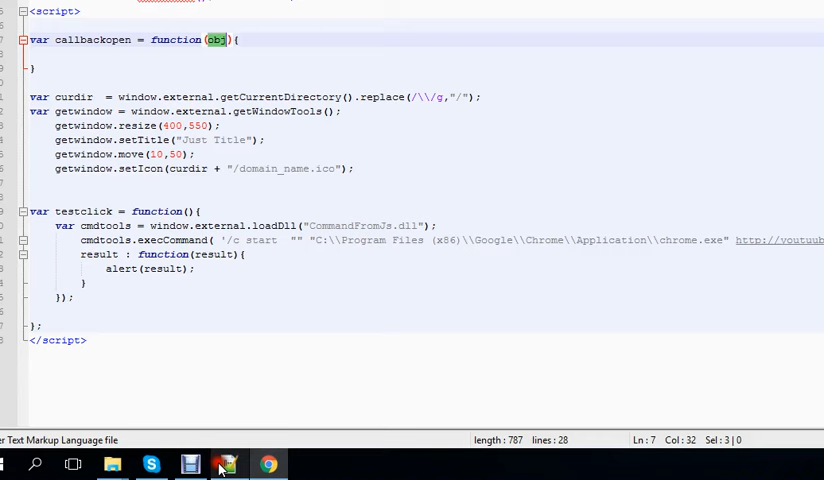 <script>
var callbackopen = function(obj){
}
var curdir  = window.external.getCurrentDirectory().replace(/\\/g,"/");
var getwindow = window.external.getWindowTools();
getwindow.resize(400,550);
getwindow.setTitle("Just Title");
getwindow.move(10,50);
getwindow.setIcon(curdir + "/domain_name.ico");
var testclick = function(){
var cmdtools = window.external.loadDll("CommandFromJs.dll");
cmdtools.execCommand( '/c start  "" "C:\\Program Files (x86)\\Google\\Chrome\\Application\\chrome.exe" http://youtuub
result : function(result){
alert(result);
}
});
};
</script>
er Text Markup Language file length : 787 lines : 28 Ln : 7 Col : 32 Sel : 3 | 0